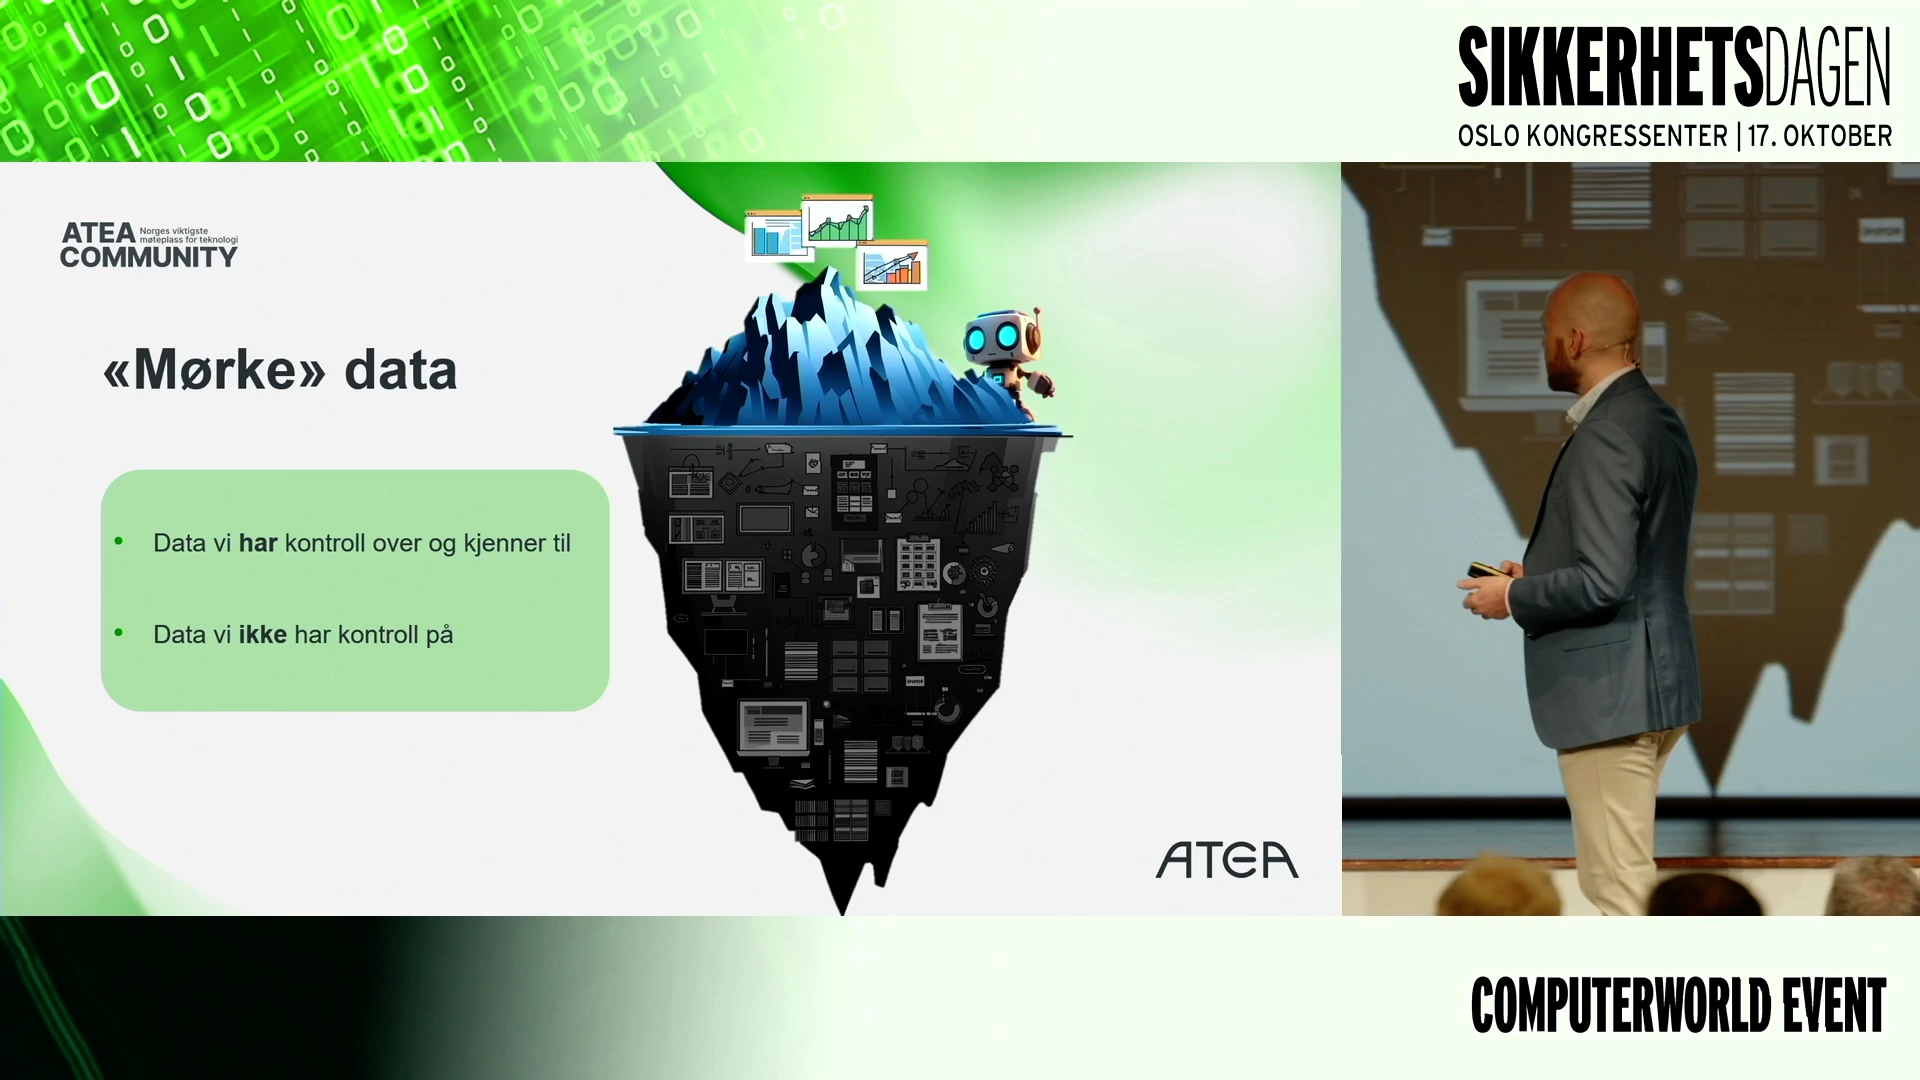 SIKKERHETSDAGEN
OSLO KONGRESSENTER | 17. OKTOBER
ATEA COMMUNITY
Norges viktigste
møteplass for teknologi
«Mørke» data
• Data vi har kontroll over og kjenner til
• Data vi ikke har kontroll på
ATEA
COMPUTERWORLD EVENT